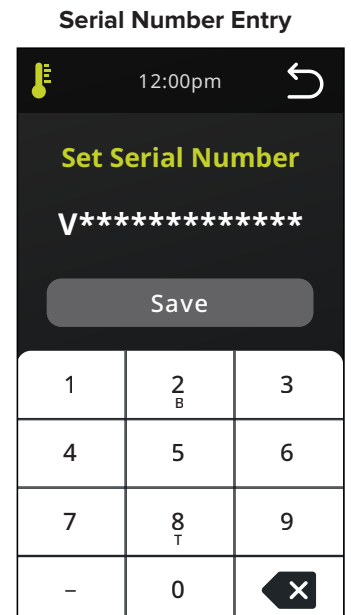 Serial Number Entry
12:00pm
Set Serial Number
V*************
Save
1 2 3
B
4 5 6
7 8 9
T
– 0